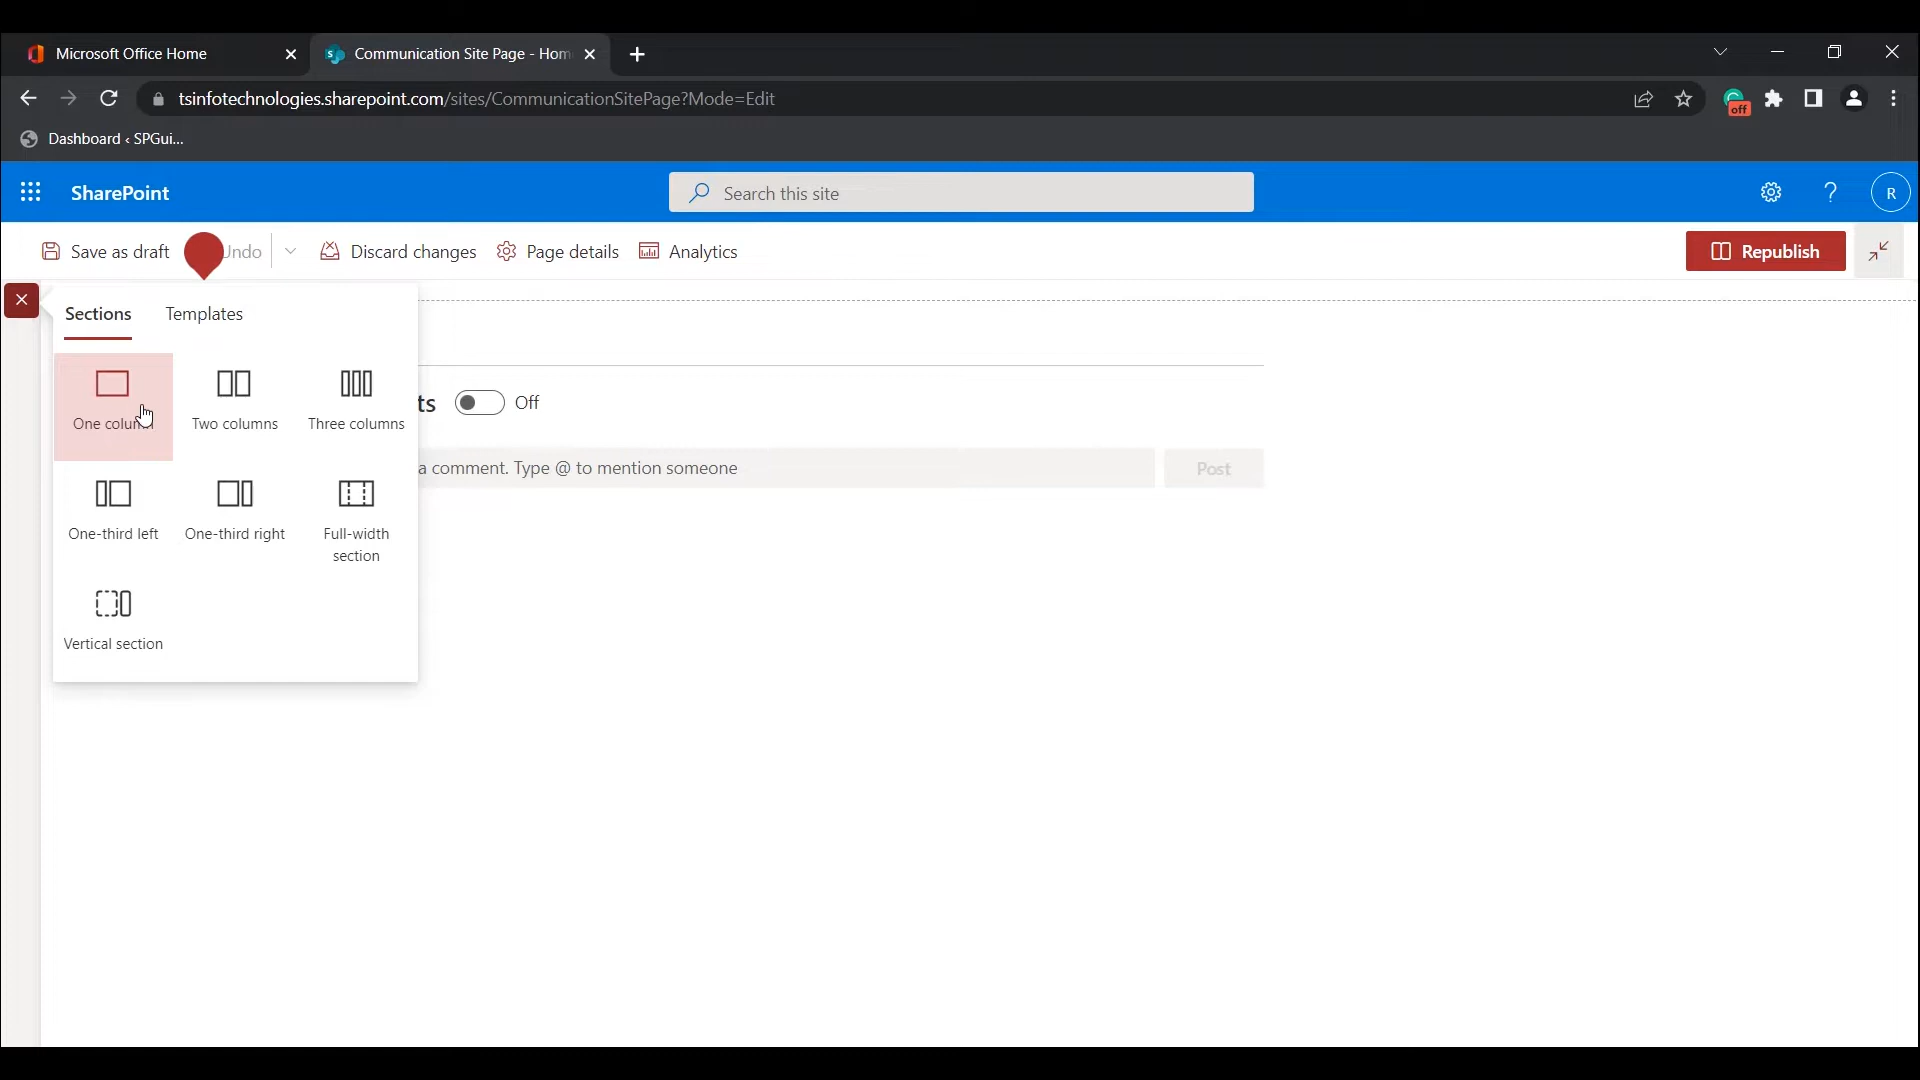 Microsoft Office Home
Communication Site Page - Hom
tsinfotechnologies.sharepoint.com/sites/CommunicationSitePage?Mode=Edit
off
Dashboard ‹ SPGui...
SharePoint
Search this site
?
R
Save as draft
Undo
Discard changes
Page details
Analytics
Republish
Sections
Templates
One column
Two columns
Three columns
ts
Off
a comment. Type @ to mention someone
Post
One-third left
One-third right
Full-width
section
Vertical section